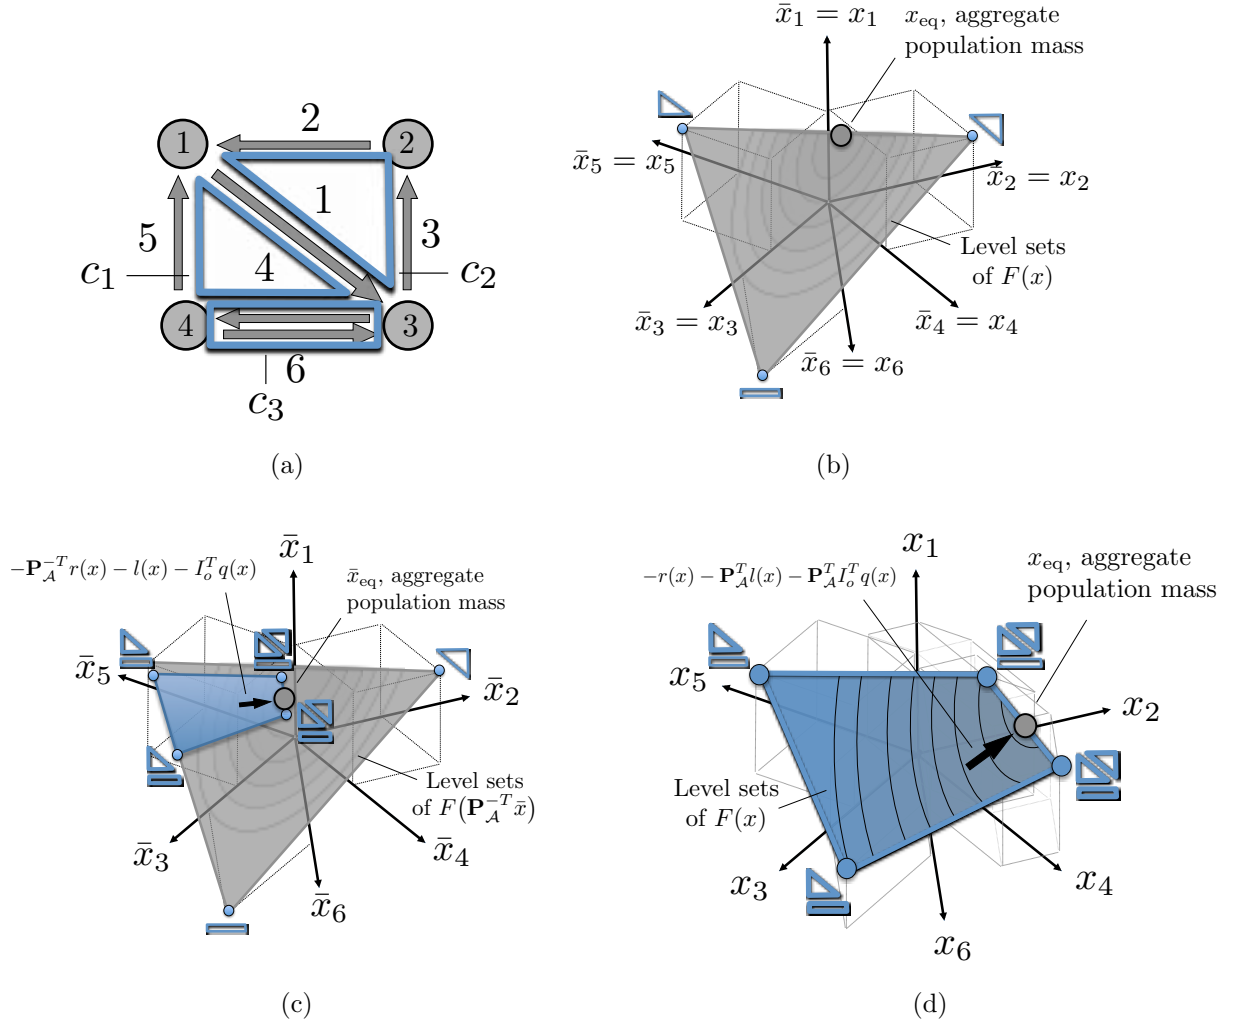 2
1
2
1
5
3
4
c₁
c₂
4
3
6
c₃
(a)
x̄₁ = x₁
x_eq, aggregate
population mass
x̄₅ = x₅
x̄₂ = x₂
Level sets
of F(x)
x̄₃ = x₃
x̄₄ = x₄
x̄₆ = x₆
(b)
−𝐏_𝒜^{−T} r(x) − l(x) − I_o^T q(x)
x̄₁
x̄_eq, aggregate
population mass
x̄₅
x̄₂
Level sets
of F(𝐏_𝒜^{−T} x̄)
x̄₃
x̄₄
x̄₆
(c)
x₁
−r(x) − 𝐏_𝒜^T l(x) − 𝐏_𝒜^T I_o^T q(x)
x_eq, aggregate
population mass
x₅
x₂
Level sets
of F(x)
x₃
x₄
x₆
(d)